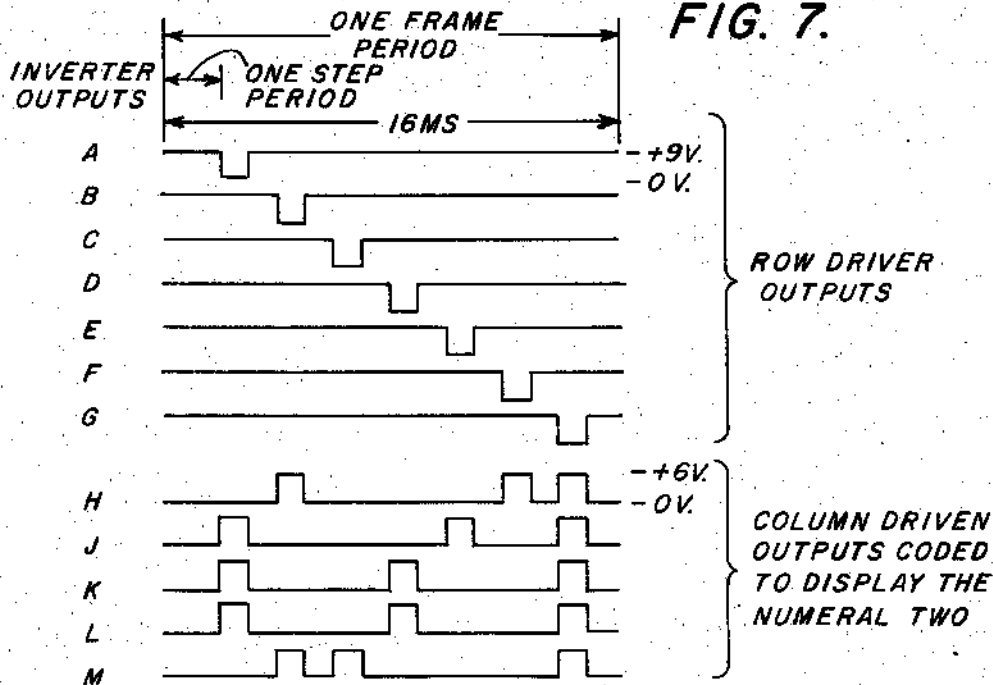 FIG. 7.
ONE FRAME
PERIOD
INVERTER
OUTPUTS
ONE STEP
PERIOD
16MS
A
-+9V.
-0V.
B
C
D
E
F
G
ROW DRIVER
OUTPUTS
H
-+6V.
-0V.
J
K
L
M
COLUMN DRIVEN
OUTPUTS CODED
TO DISPLAY THE
NUMERAL TWO